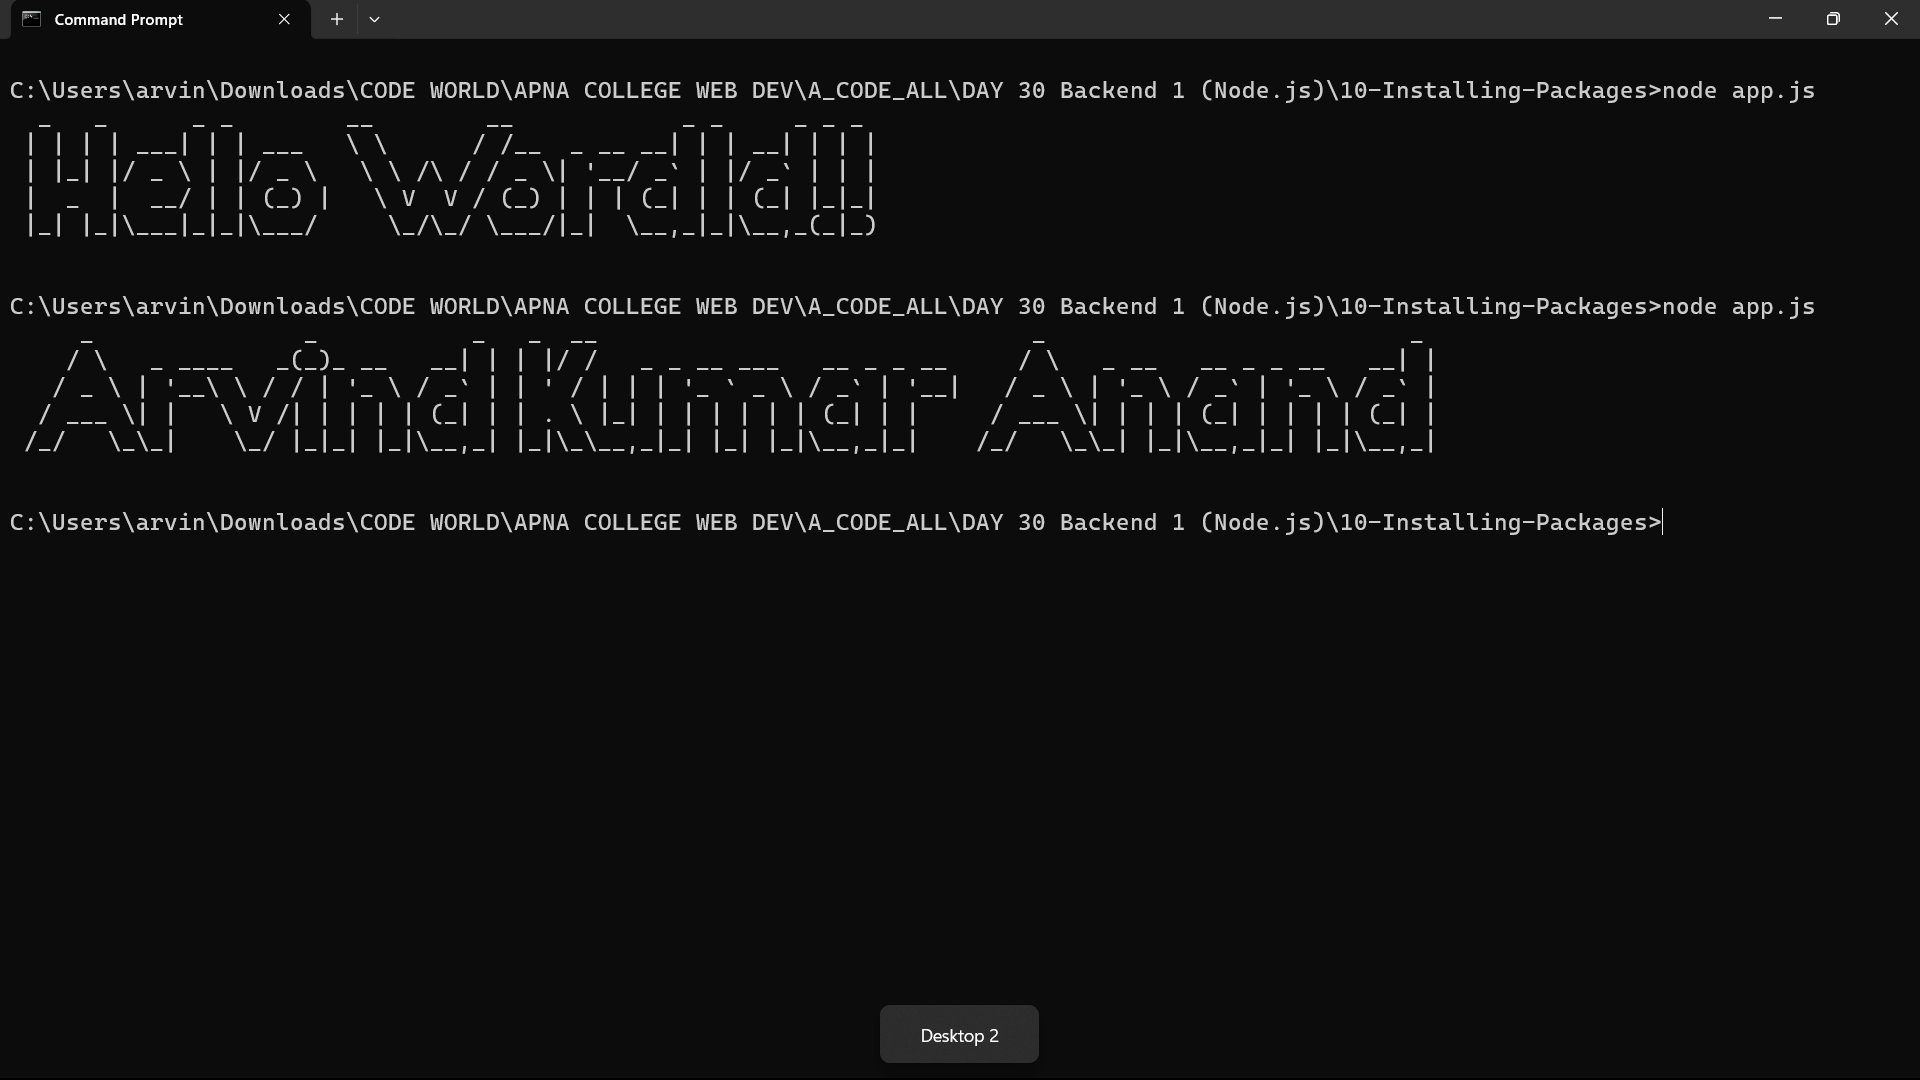 Command Prompt
C:\Users\arvin\Downloads\CODE WORLD\APNA COLLEGE WEB DEV\A_CODE_ALL\DAY 30 Backend 1 (Node.js)\10-Installing-Packages>node app.js
Hello Wordld!!
C:\Users\arvin\Downloads\CODE WORLD\APNA COLLEGE WEB DEV\A_CODE_ALL\DAY 30 Backend 1 (Node.js)\10-Installing-Packages>node app.js
ArvindKumar Anand
C:\Users\arvin\Downloads\CODE WORLD\APNA COLLEGE WEB DEV\A_CODE_ALL\DAY 30 Backend 1 (Node.js)\10-Installing-Packages>
Desktop 2